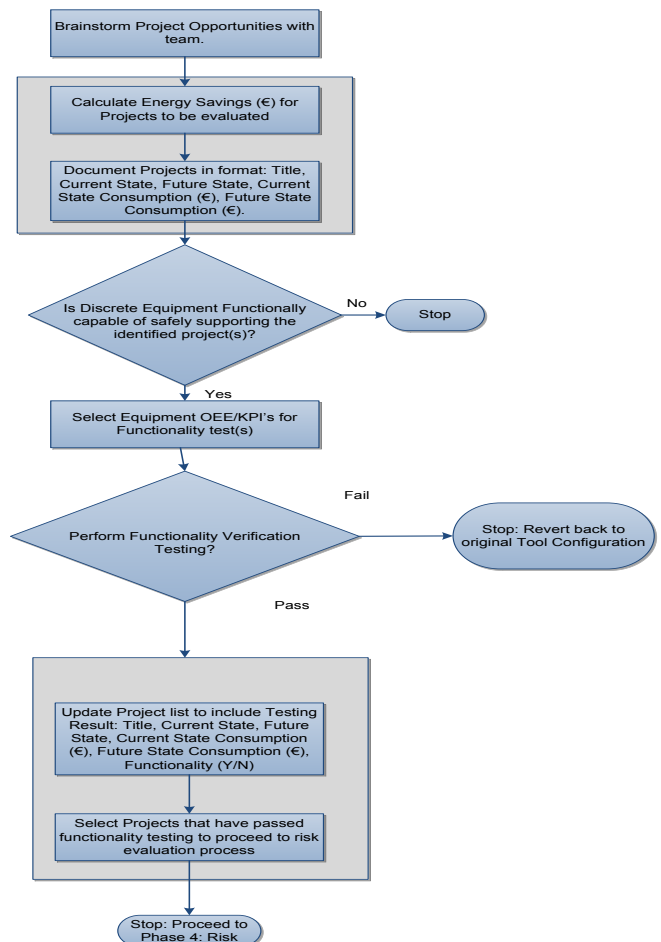 Brainstorm Project Opportunities with
team.
Calculate Energy Savings (€) for
Projects to be evaluated
Document Projects in format: Title,
Current State, Future State, Current
State Consumption (€), Future State
Consumption (€).
Is Discrete Equipment Functionally
capable of safely supporting the
identified project(s)?
No
Stop
Yes
Select Equipment OEE/KPI's for
Functionality test(s)
Fail
Perform Functionality Verification
Testing?
Stop: Revert back to
original Tool Configuration
Pass
Update Project list to include Testing
Result: Title, Current State, Future
State, Current State Consumption
(€), Future State Consumption (€),
Functionality (Y/N)
Select Projects that have passed
functionality testing to proceed to risk
evaluation process
Stop: Proceed to
Phase 4: Risk